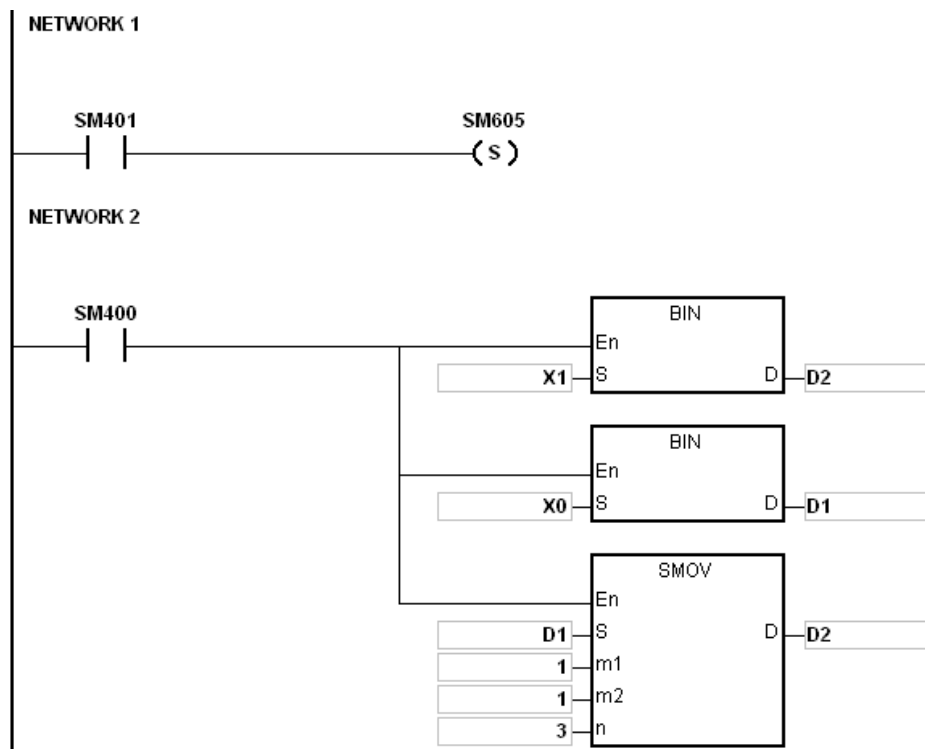 NETWORK 1
SM401 SM605
S
NETWORK 2
SM400
BIN
En
X1 S D D2
BIN
En
X0 S D D1
SMOV
En
D1 S D D2
1 m1
1 m2
3 n